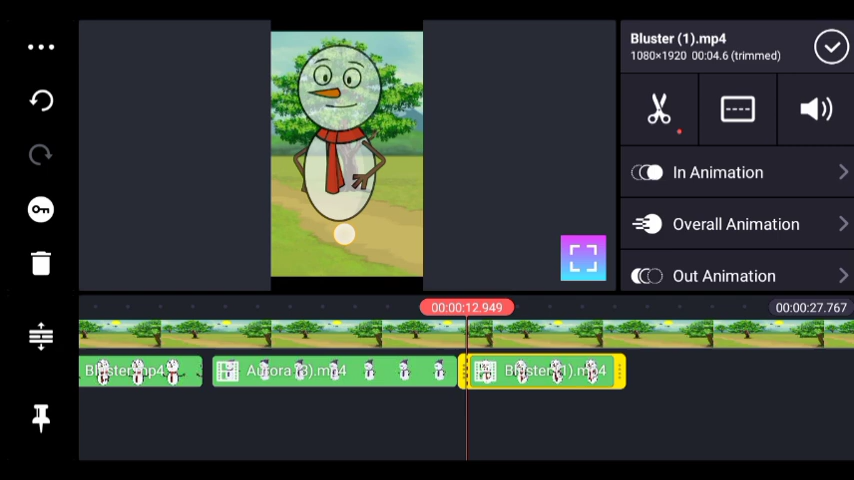 Bluster (1).mp4
1080×1920 00:04.6 (trimmed)
In Animation
Overall Animation
Out Animation
00:00:12.949
00:00:27.767
Bluster.mp4
Aurora (3).mp4
Bluster (1).mp4